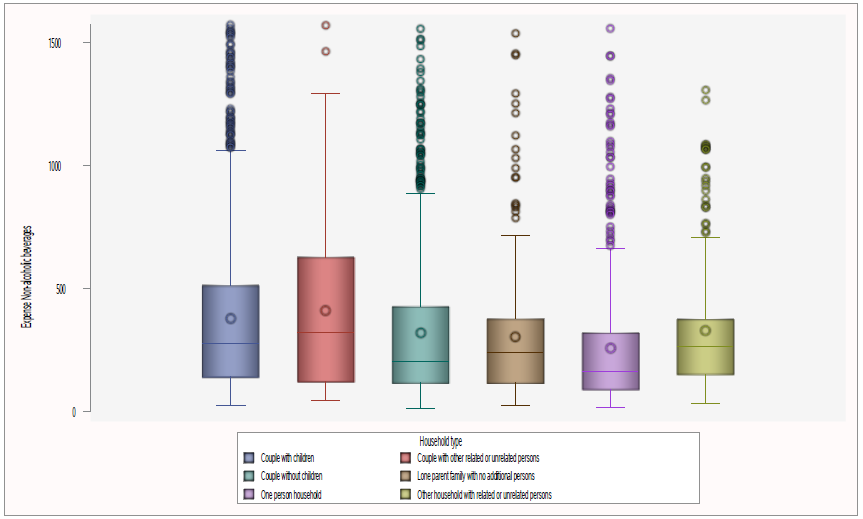 1500
1000
500
0
Expense Non-alcoholic beverages
Household type
Couple with children
Couple with other related or unrelated persons
Couple without children
Lone parent family with no additional persons
One person household
Other household with related or unrelated persons